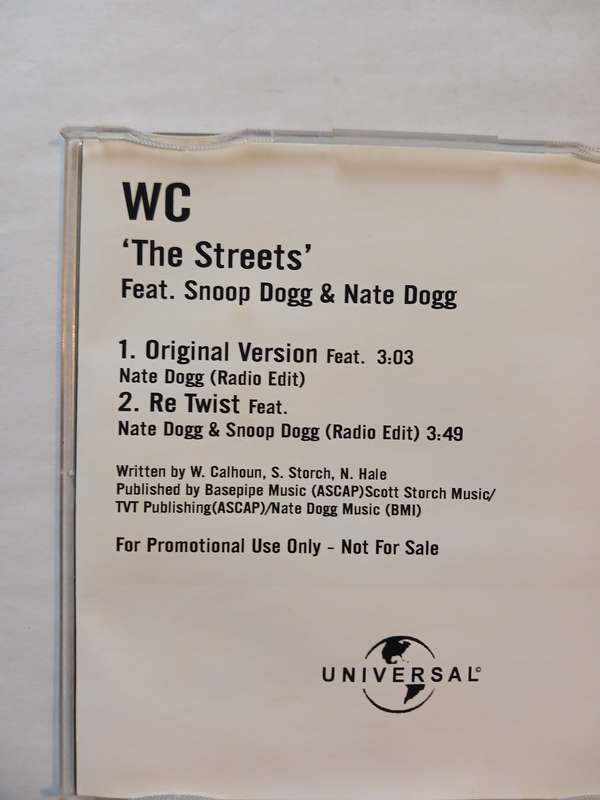 WC
‘The Streets’
Feat. Snoop Dogg & Nate Dogg
1. Original Version Feat. 3:03
Nate Dogg (Radio Edit)
2. Re Twist Feat.
Nate Dogg & Snoop Dogg (Radio Edit) 3:49
Written by W. Calhoun, S. Storch, N. Hale
Published by Basepipe Music (ASCAP)Scott Storch Music/
TVT Publishing(ASCAP)/Nate Dogg Music (BMI)
For Promotional Use Only - Not For Sale
UNIVERSAL©